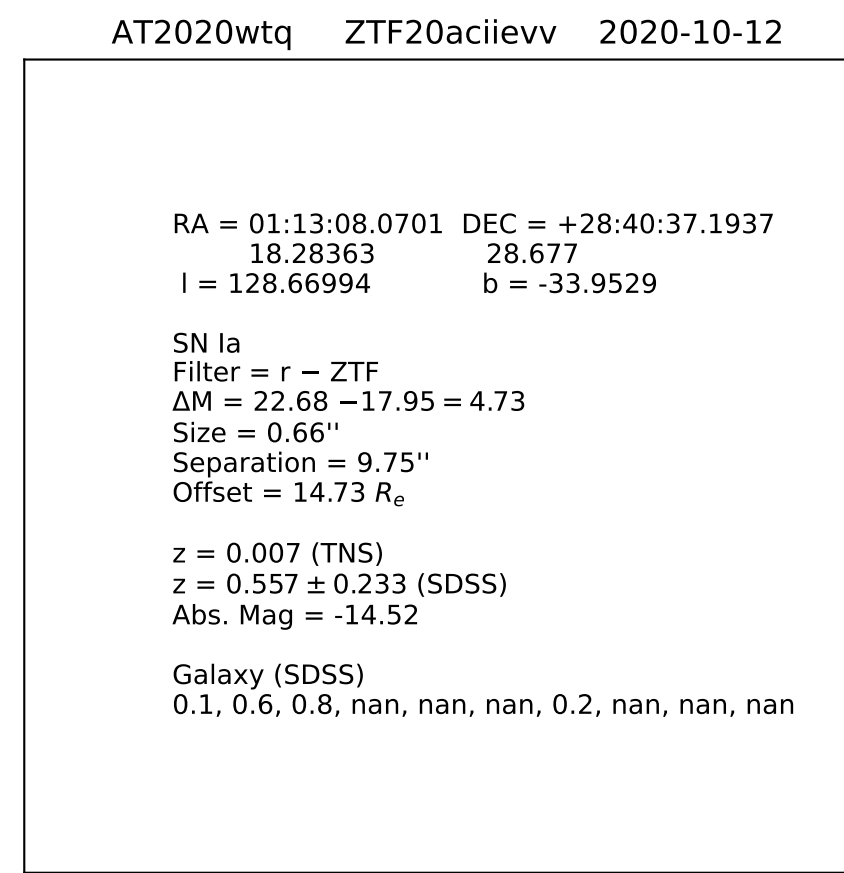 AT2020wtq ZTF20aciievv 2020-10-12
RA = 01:13:08.0701 DEC = +28:40:37.1937
18.28363 28.677
l = 128.66994 b = -33.9529
SN Ia
Filter = r − ZTF
ΔM = 22.68 −17.95 = 4.73
Size = 0.66''
Separation = 9.75''
Offset = 14.73 Re
z = 0.007 (TNS)
z = 0.557 ± 0.233 (SDSS)
Abs. Mag = -14.52
Galaxy (SDSS)
0.1, 0.6, 0.8, nan, nan, nan, 0.2, nan, nan, nan